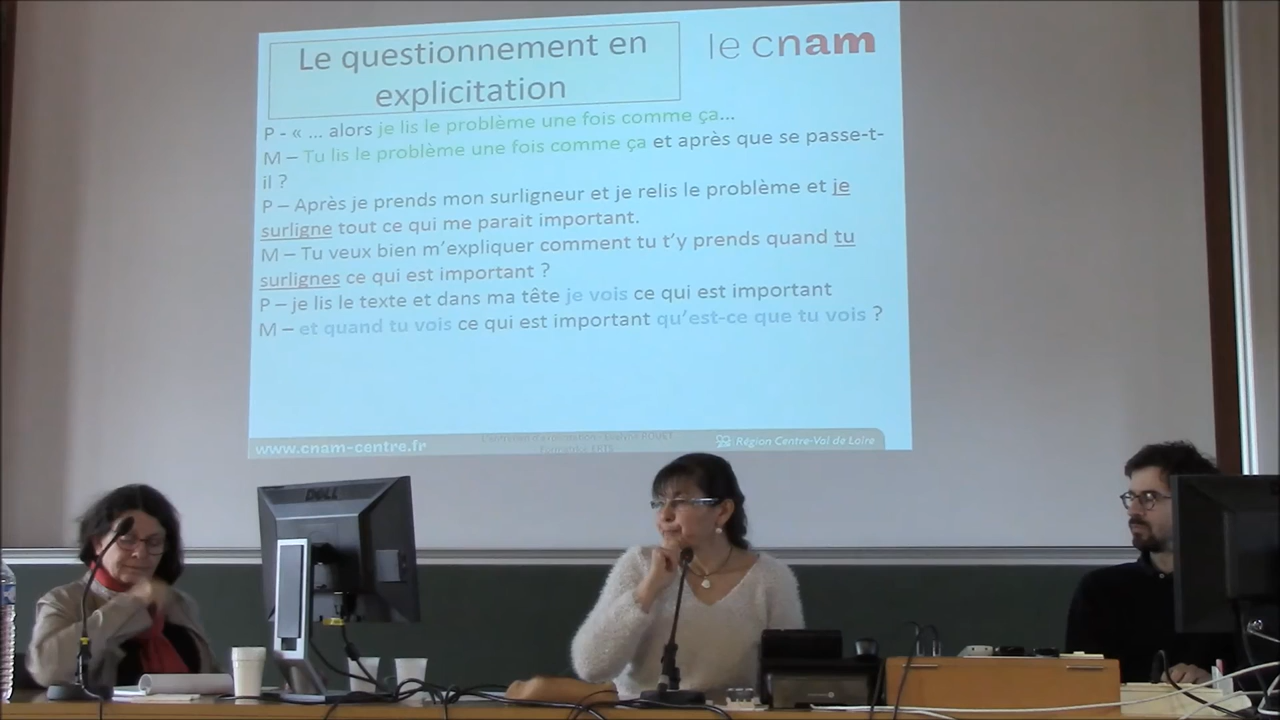 Le questionnement en
explicitation
le cnam
P - « ... alors je lis le problème une fois comme ça...
M – Tu lis le problème une fois comme ça et après que se passe-t-
il ?
P – Après je prends mon surligneur et je relis le problème et je
surligne tout ce qui me parait important.
M – Tu veux bien m'expliquer comment tu t'y prends quand tu
surlignes ce qui est important ?
P – je lis le texte et dans ma tête je vois ce qui est important
M – et quand tu vois ce qui est important qu'est-ce que tu vois ?
www.cnam-centre.fr
Région Centre-Val de Loire
DELL